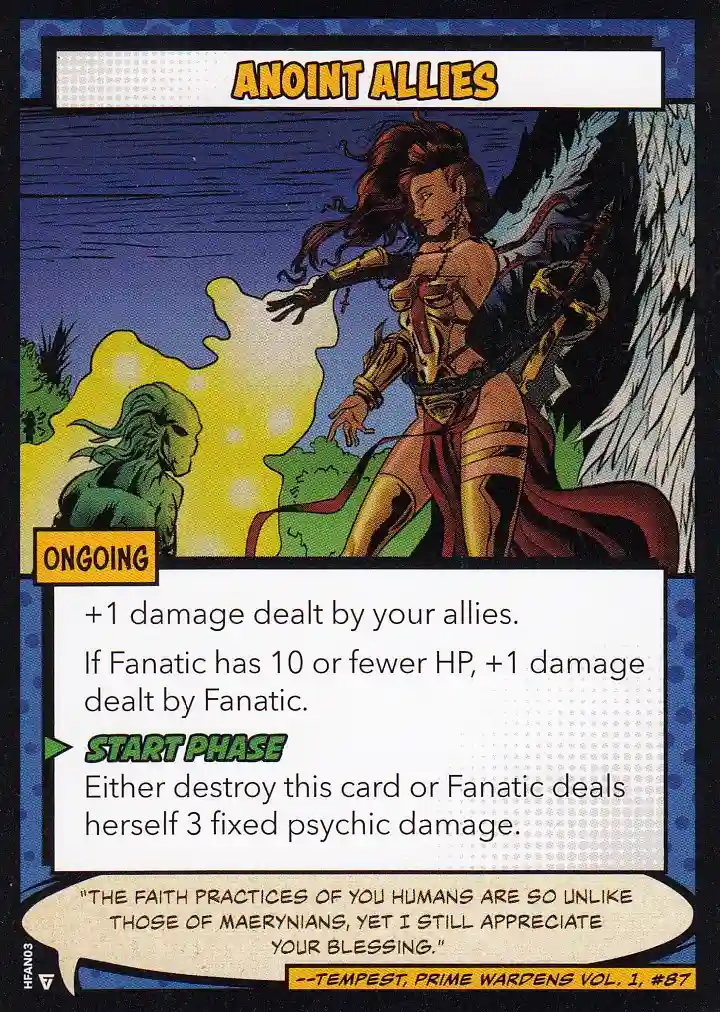 ANOINT ALLIES
ONGOING
+1 damage dealt by your allies.
If Fanatic has 10 or fewer HP, +1 damage
dealt by Fanatic.
START PHASE
Either destroy this card or Fanatic deals
herself 3 fixed psychic damage.
"THE FAITH PRACTICES OF YOU HUMANS ARE SO UNLIKE
THOSE OF MAERYNIANS, YET I STILL APPRECIATE
YOUR BLESSING."
--TEMPEST, PRIME WARDENS VOL. 1, #87
HFAN03